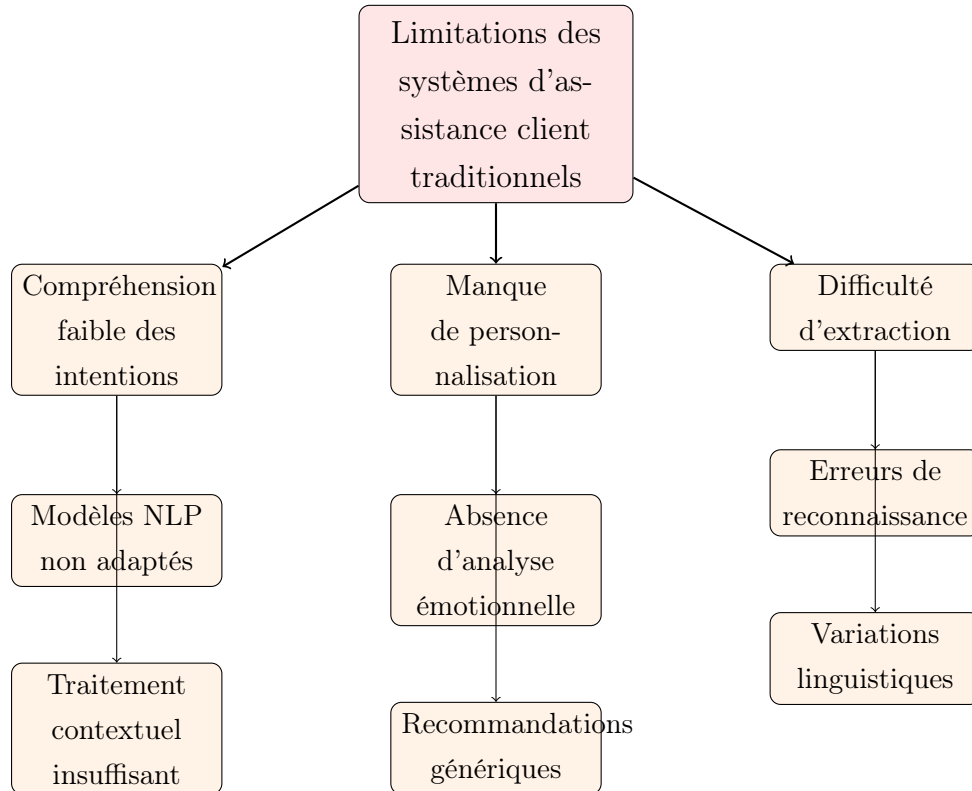 Limitations des
systèmes d'as-
sistance client
traditionnels
Compréhension
faible des
intentions
Manque
de person-
nalisation
Difficulté
d'extraction
Modèles NLP
non adaptés
Absence
d'analyse
émotionnelle
Erreurs de
reconnaissance
Traitement
contextuel
insuffisant
Recommandations
génériques
Variations
linguistiques